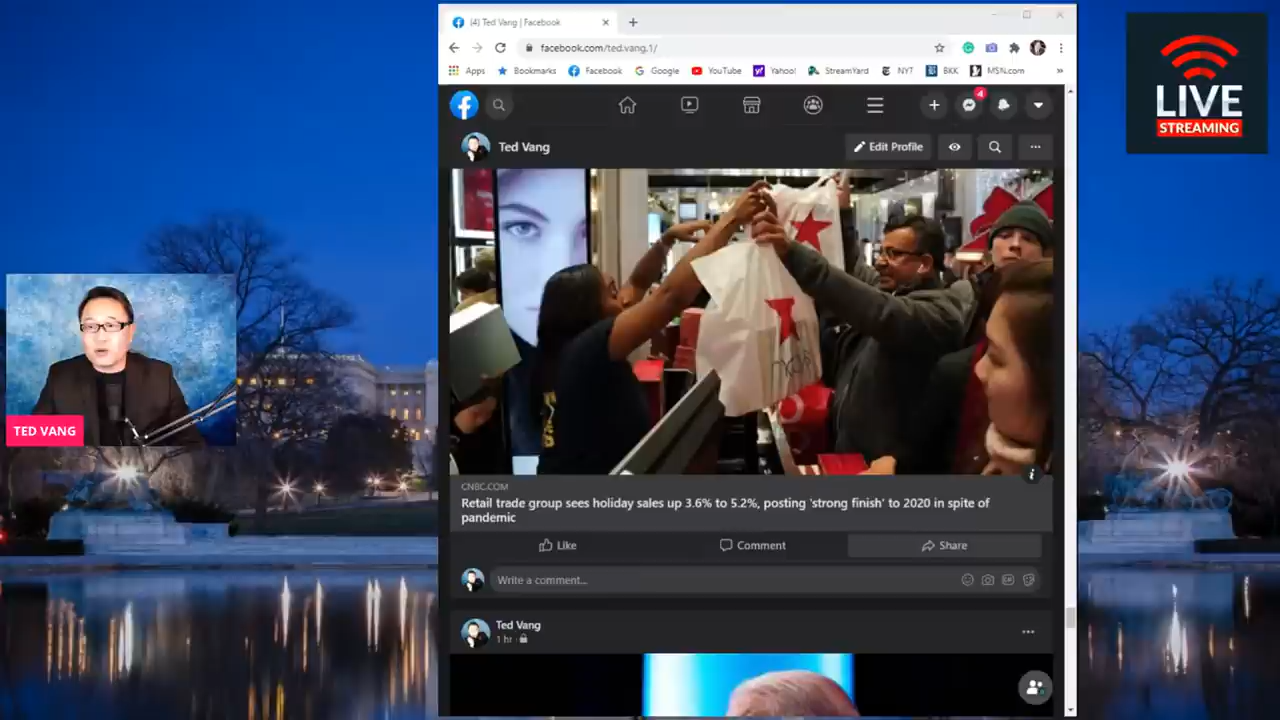 (4) Ted Vang | Facebook
facebook.com/ted.vang.1/
Apps Bookmarks Facebook Google YouTube Yahoo! StreamYard NYT BKK MSN.com »
4
Ted Vang
Edit Profile
LIVE
STREAMING
TED VANG
CNBC.COM
Retail trade group sees holiday sales up 3.6% to 5.2%, posting 'strong finish' to 2020 in spite of
pandemic
Like Comment Share
Write a comment...
GIF
Ted Vang
1 hr ·